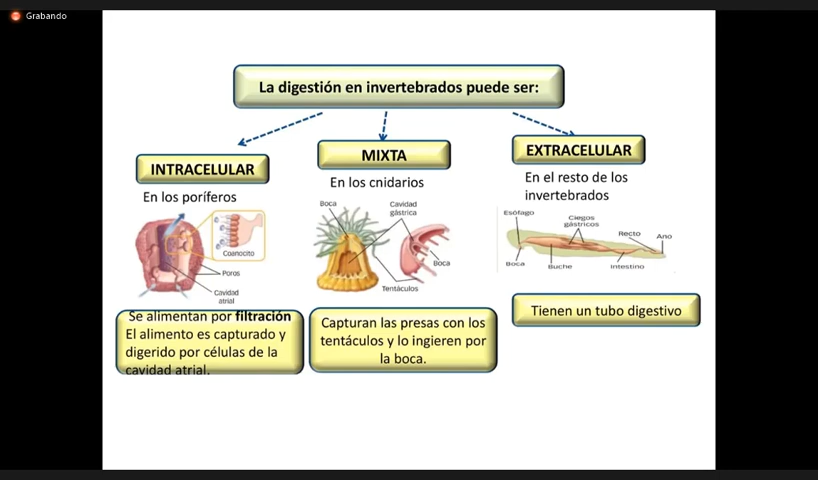 Grabando
La digestión en invertebrados puede ser:
INTRACELULAR
En los poríferos
Coanocito
Poros
Cavidad
atrial
Se alimentan por filtración
El alimento es capturado y
digerido por células de la
cavidad atrial.
MIXTA
En los cnidarios
Boca
Cavidad
gástrica
Boca
Tentáculos
Capturan las presas con los
tentáculos y lo ingieren por
la boca.
EXTRACELULAR
En el resto de los
invertebrados
Esófago
Ciegos
gástricos
Recto
Ano
Boca
Buche
Intestino
Tienen un tubo digestivo